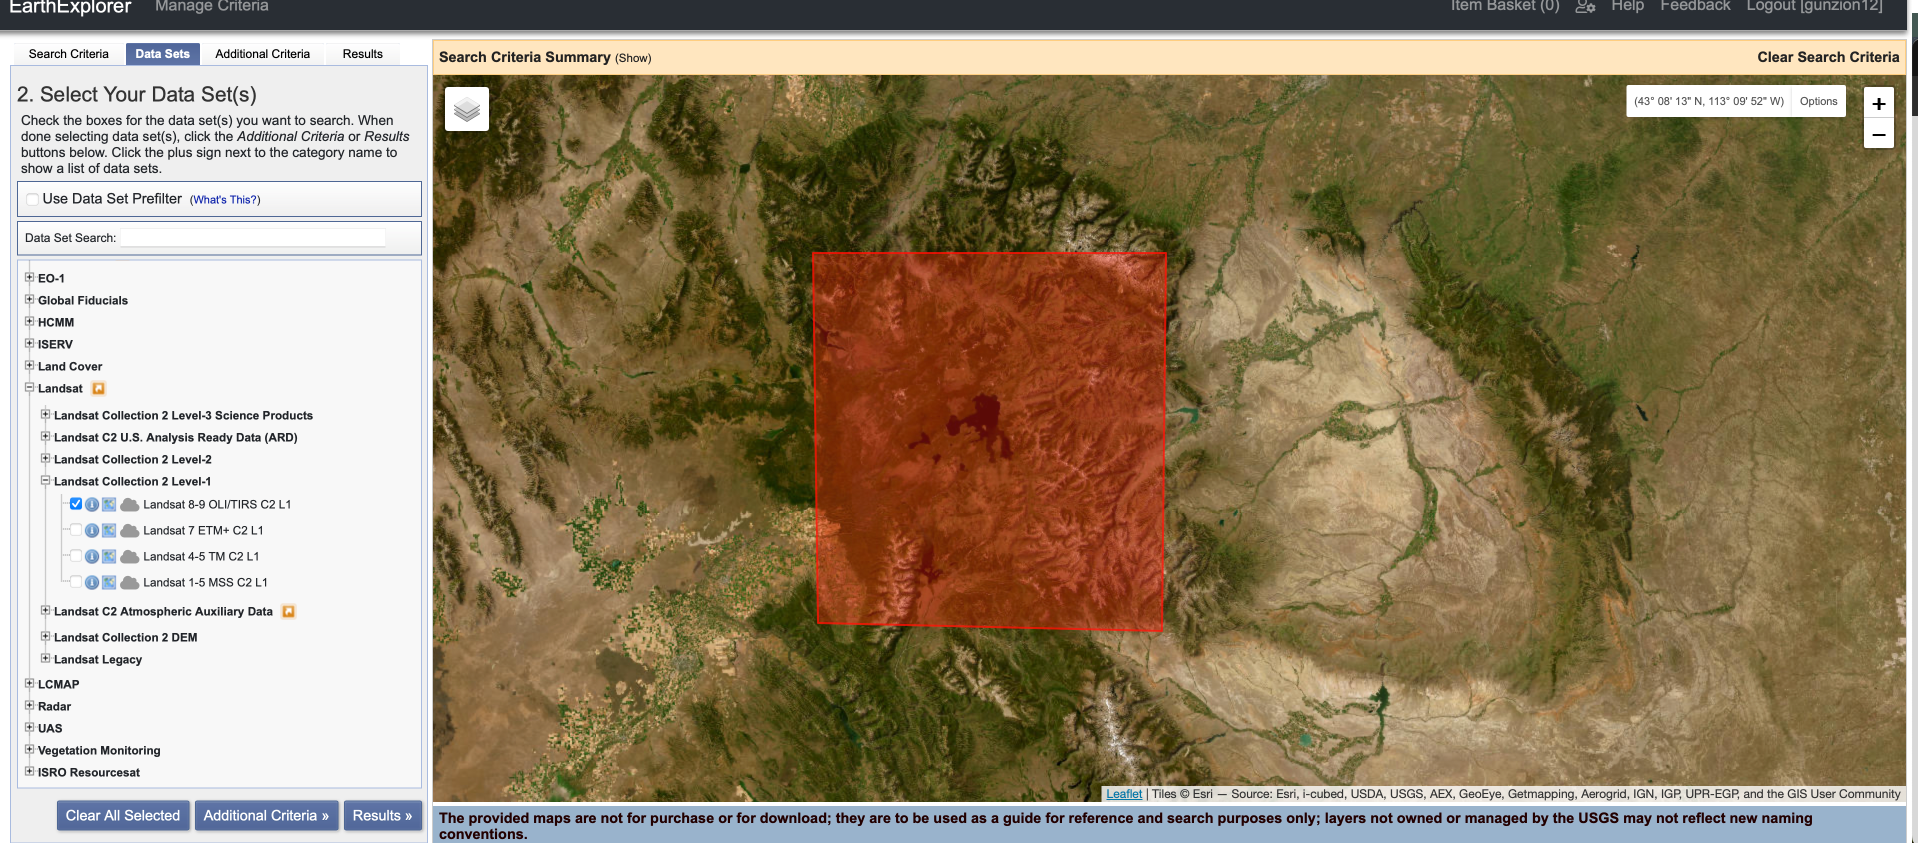 EarthExplorer Manage Criteria Item Basket (0) Help Feedback Logout [gunzion12]
Search Criteria Data Sets Additional Criteria Results
2. Select Your Data Set(s)
Check the boxes for the data set(s) you want to search. When
done selecting data set(s), click the Additional Criteria or Results
buttons below. Click the plus sign next to the category name to
show a list of data sets.
Use Data Set Prefilter (What's This?)
Data Set Search:
EO-1
Global Fiducials
HCMM
ISERV
Land Cover
Landsat
Landsat Collection 2 Level-3 Science Products
Landsat C2 U.S. Analysis Ready Data (ARD)
Landsat Collection 2 Level-2
Landsat Collection 2 Level-1
Landsat 8-9 OLI/TIRS C2 L1
Landsat 7 ETM+ C2 L1
Landsat 4-5 TM C2 L1
Landsat 1-5 MSS C2 L1
Landsat C2 Atmospheric Auxiliary Data
Landsat Collection 2 DEM
Landsat Legacy
LCMAP
Radar
UAS
Vegetation Monitoring
ISRO Resourcesat
Clear All Selected Additional Criteria » Results »
Search Criteria Summary (Show) Clear Search Criteria
(43° 08' 13" N, 113° 09' 52" W) Options
+
−
Leaflet | Tiles © Esri — Source: Esri, i-cubed, USDA, USGS, AEX, GeoEye, Getmapping, Aerogrid, IGN, IGP, UPR-EGP, and the GIS User Community
The provided maps are not for purchase or for download; they are to be used as a guide for reference and search purposes only; layers not owned or managed by the USGS may not reflect new naming
conventions.